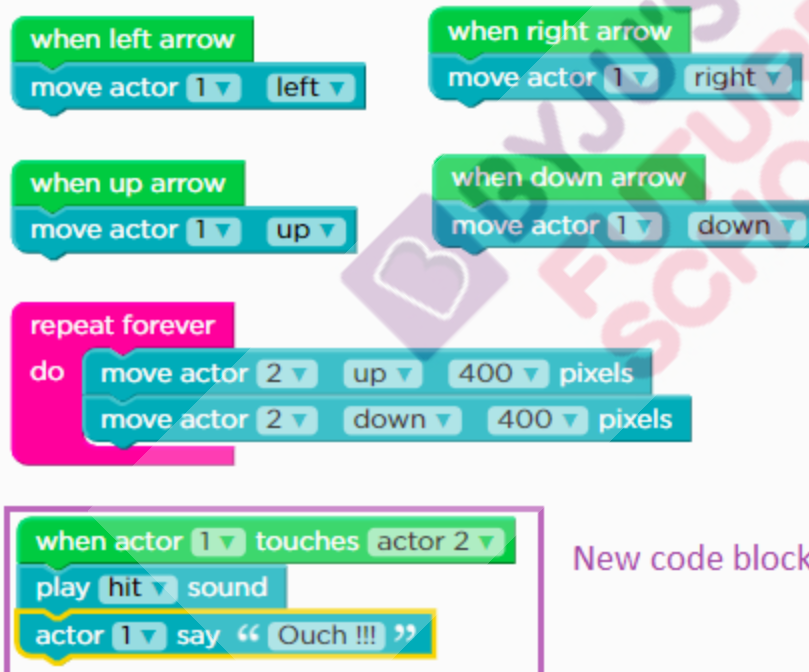 when left arrow
move actor 1 left
when right arrow
move actor 1 right
when up arrow
move actor 1 up
when down arrow
move actor 1 down
repeat forever
do move actor 2 up 400 pixels
move actor 2 down 400 pixels
when actor 1 touches actor 2
play hit sound
actor 1 say “ Ouch !!! ”
New code block
BYJU'S
FUTURE
SCHOOL